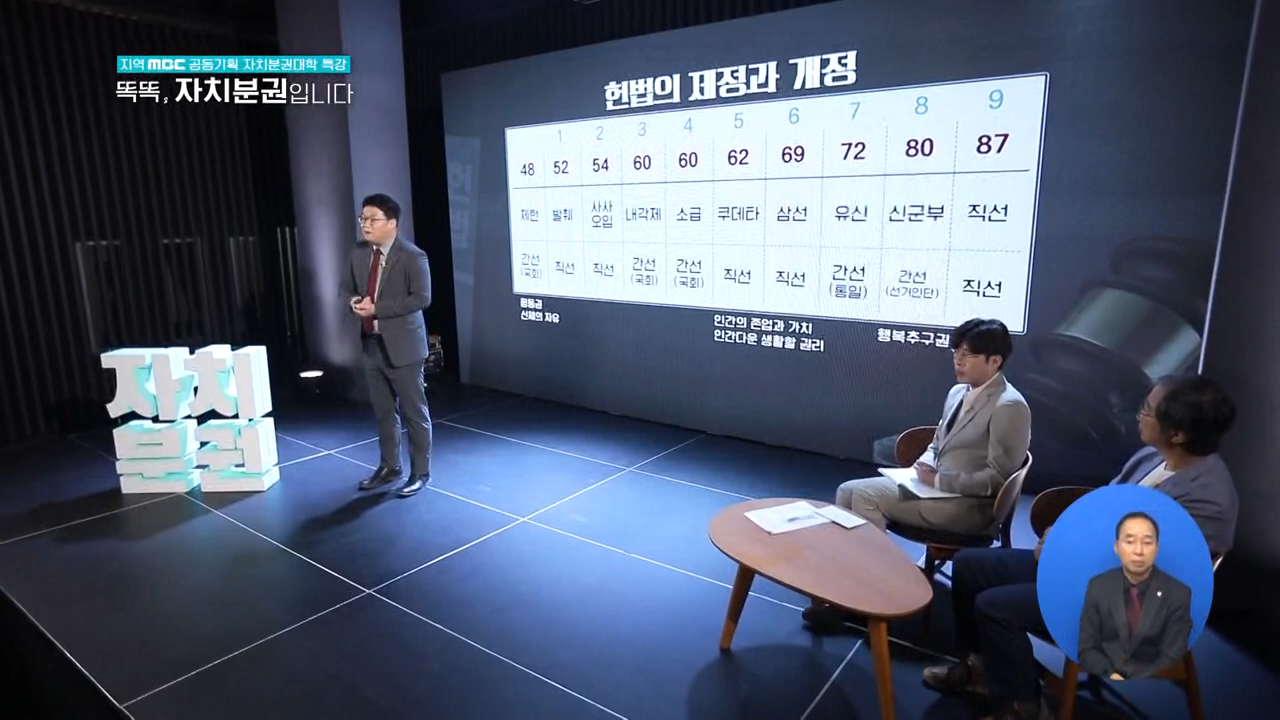 지역 MBC 공동기획 자치분권대학 특강
똑똑, 자치분권입니다
헌법의 제정과 개정
1 2 3 4 5 6 7 8 9
48 52 54 60 60 62 69 72 80 87
제헌 발췌 사사오입 내각제 소급 쿠데타 삼선 유신 신군부 직선
간선(국회) 직선 직선 간선(국회) 간선(국회) 직선 직선 간선(통일) 간선(선거인단) 직선
평등권
신체의 자유
인간의 존엄과 가치
인간다운 생활할 권리
행복추구권
자치
분권